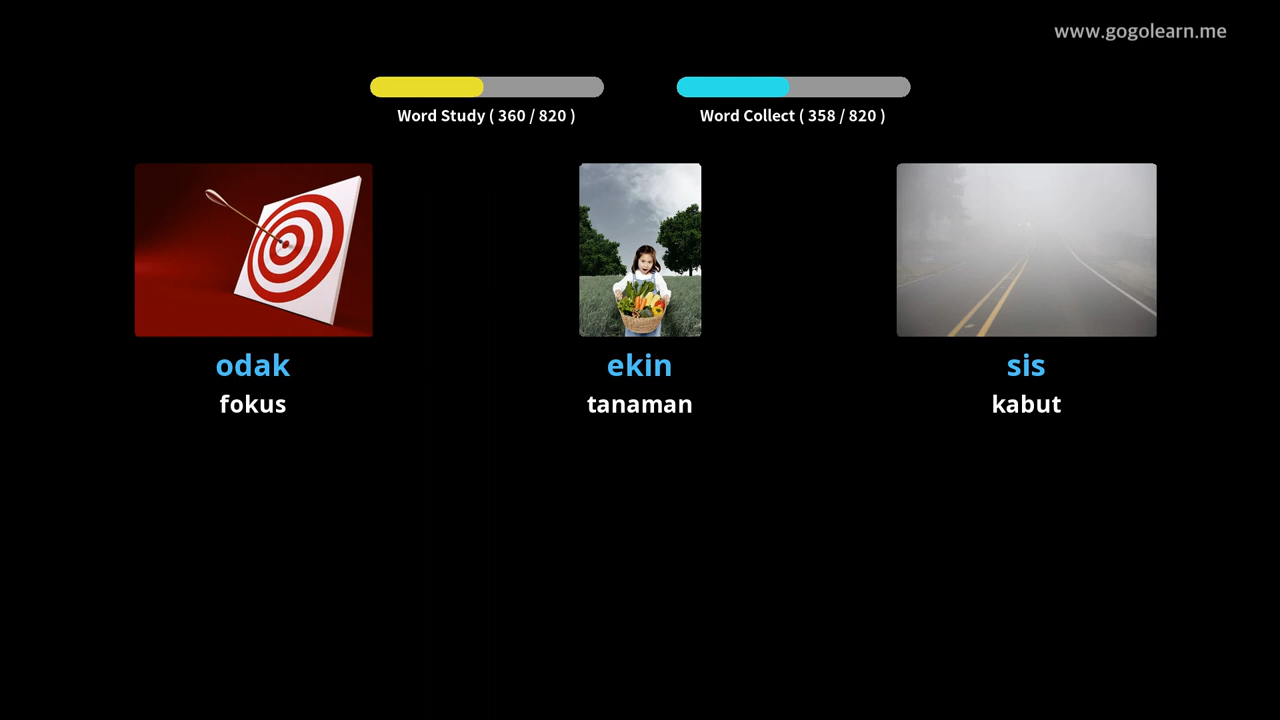 www.gogolearn.me
Word Study ( 360 / 820 )
Word Collect ( 358 / 820 )
odak
fokus
ekin
tanaman
sis
kabut